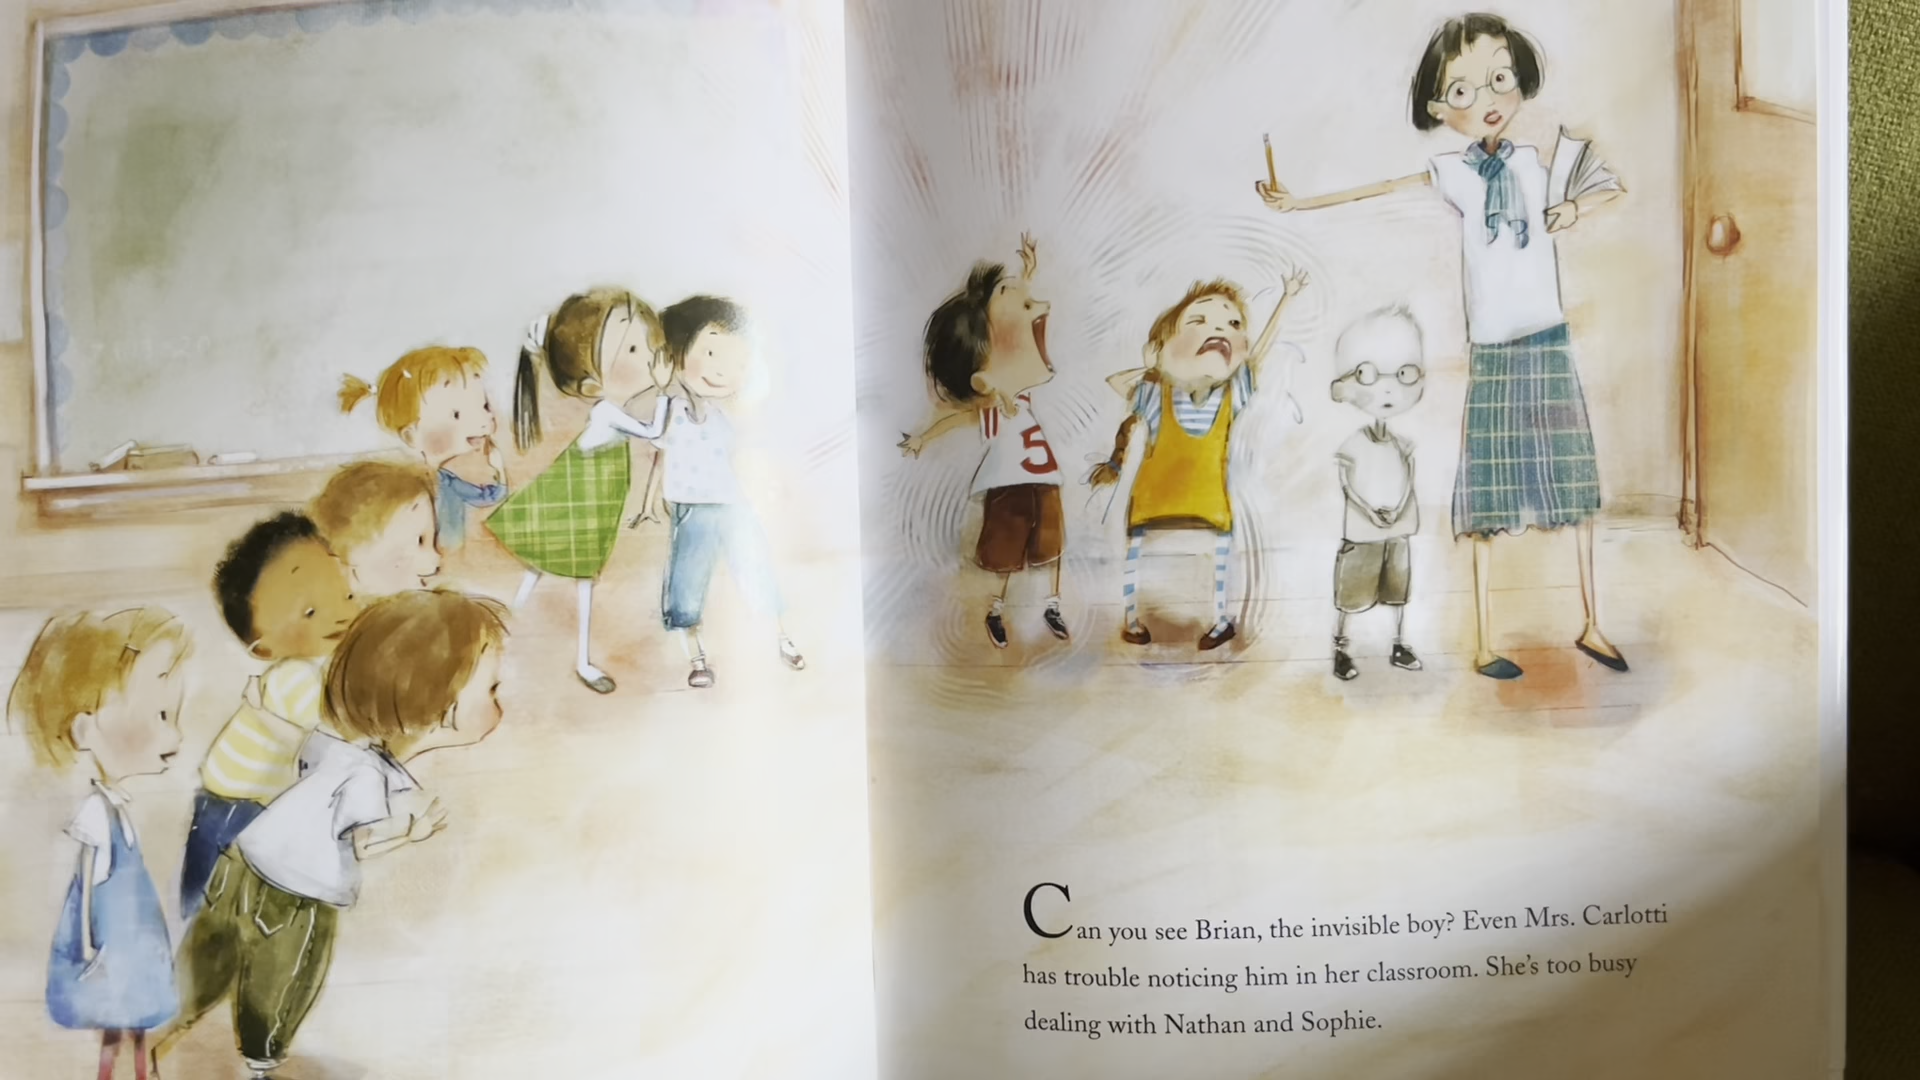 5
Can you see Brian, the invisible boy? Even Mrs. Carlotti
has trouble noticing him in her classroom. She's too busy
dealing with Nathan and Sophie.